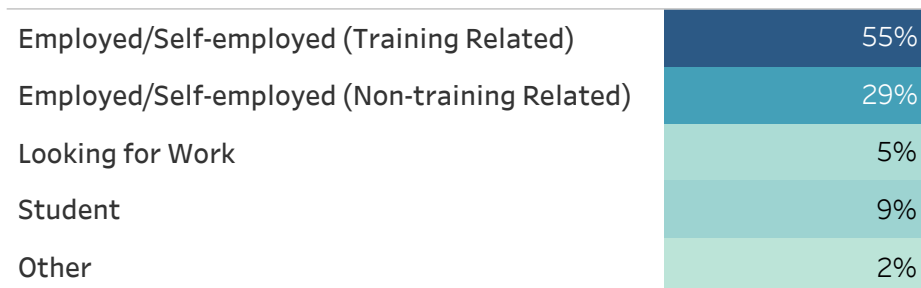 Employed/Self-employed (Training Related) 55%
Employed/Self-employed (Non-training Related) 29%
Looking for Work 5%
Student 9%
Other 2%